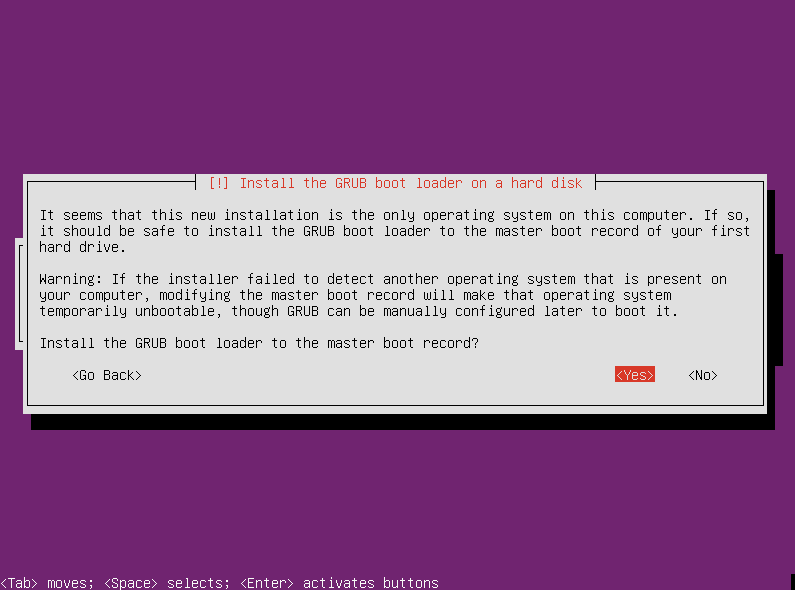 [!] Install the GRUB boot loader on a hard disk
It seems that this new installation is the only operating system on this computer. If so,
it should be safe to install the GRUB boot loader to the master boot record of your first
hard drive.
Warning: If the installer failed to detect another operating system that is present on
your computer, modifying the master boot record will make that operating system
temporarily unbootable, though GRUB can be manually configured later to boot it.
Install the GRUB boot loader to the master boot record?
<Go Back> <Yes> <No>
<Tab> moves; <Space> selects; <Enter> activates buttons